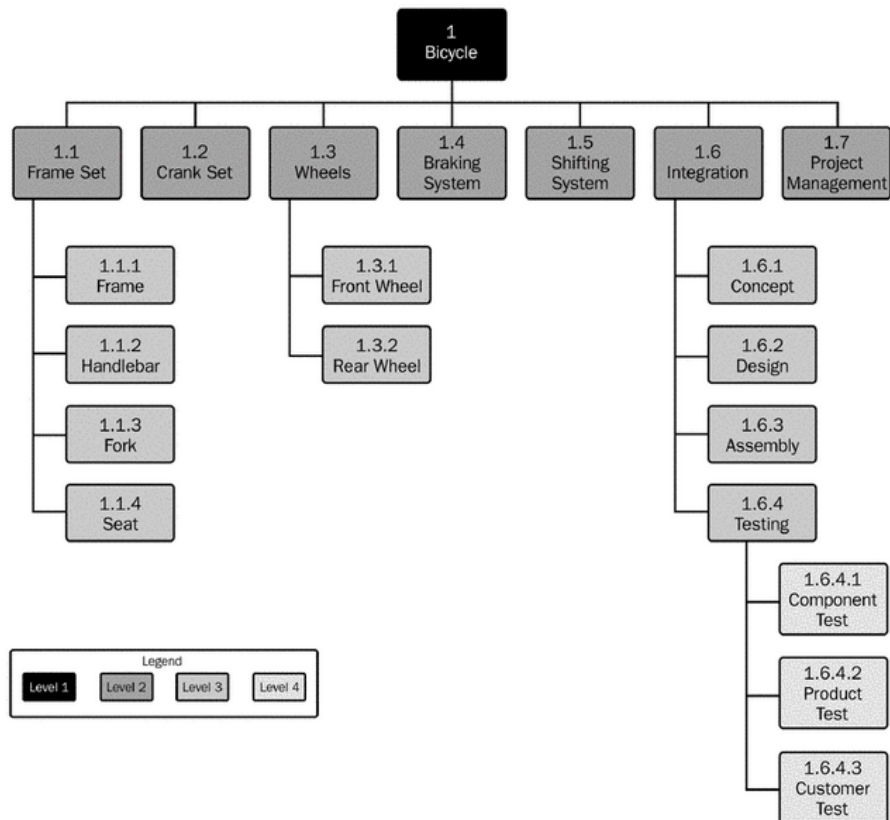 1
Bicycle
1.1
Frame Set
1.2
Crank Set
1.3
Wheels
1.4
Braking
System
1.5
Shifting
System
1.6
Integration
1.7
Project
Management
1.1.1
Frame
1.1.2
Handlebar
1.1.3
Fork
1.1.4
Seat
1.3.1
Front Wheel
1.3.2
Rear Wheel
1.6.1
Concept
1.6.2
Design
1.6.3
Assembly
1.6.4
Testing
1.6.4.1
Component
Test
1.6.4.2
Product
Test
1.6.4.3
Customer
Test
Legend
Level 1
Level 2
Level 3
Level 4